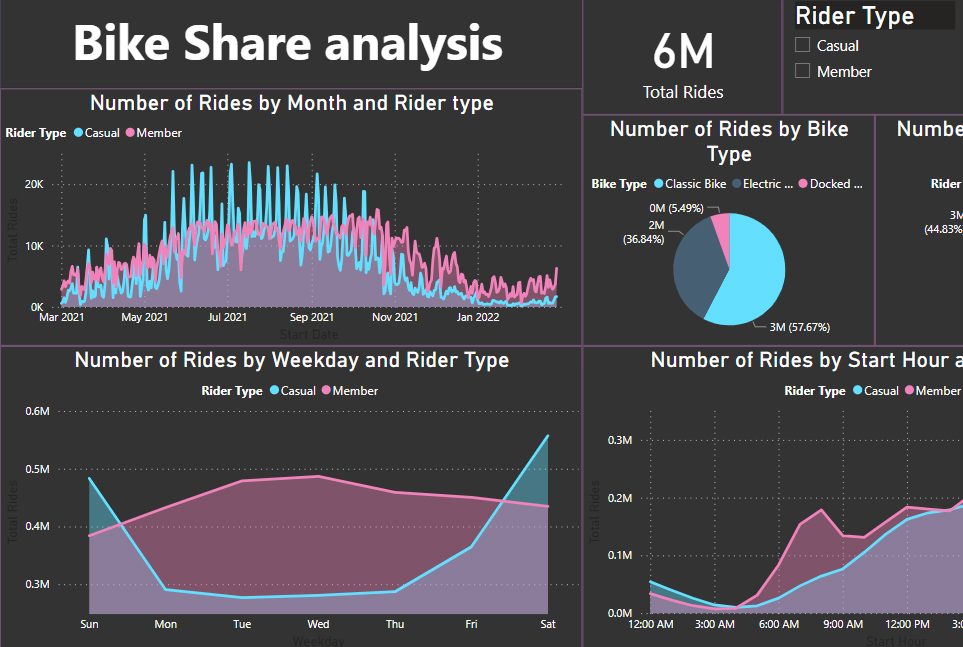 Bike Share analysis
6M
Total Rides
Rider Type
Casual
Member
Number of Rides by Month and Rider type
Rider Type Casual Member
20K
10K
0K
Total Rides
Mar 2021 May 2021 Jul 2021 Sep 2021 Nov 2021 Jan 2022
Start Date
Number of Rides by Bike
Type
Bike Type Classic Bike Electric ... Docked ...
0M (5.49%)
2M
(36.84%)
3M (57.67%)
Numbe
Rider
3M
(44.83%
Number of Rides by Weekday and Rider Type
Rider Type Casual Member
0.6M
0.5M
0.4M
0.3M
Total Rides
Sun Mon Tue Wed Thu Fri Sat
Weekday
Number of Rides by Start Hour a
Rider Type Casual Member
0.3M
0.2M
0.1M
0.0M
Total Rides
12:00 AM 3:00 AM 6:00 AM 9:00 AM 12:00 PM 3:0
Start Hour